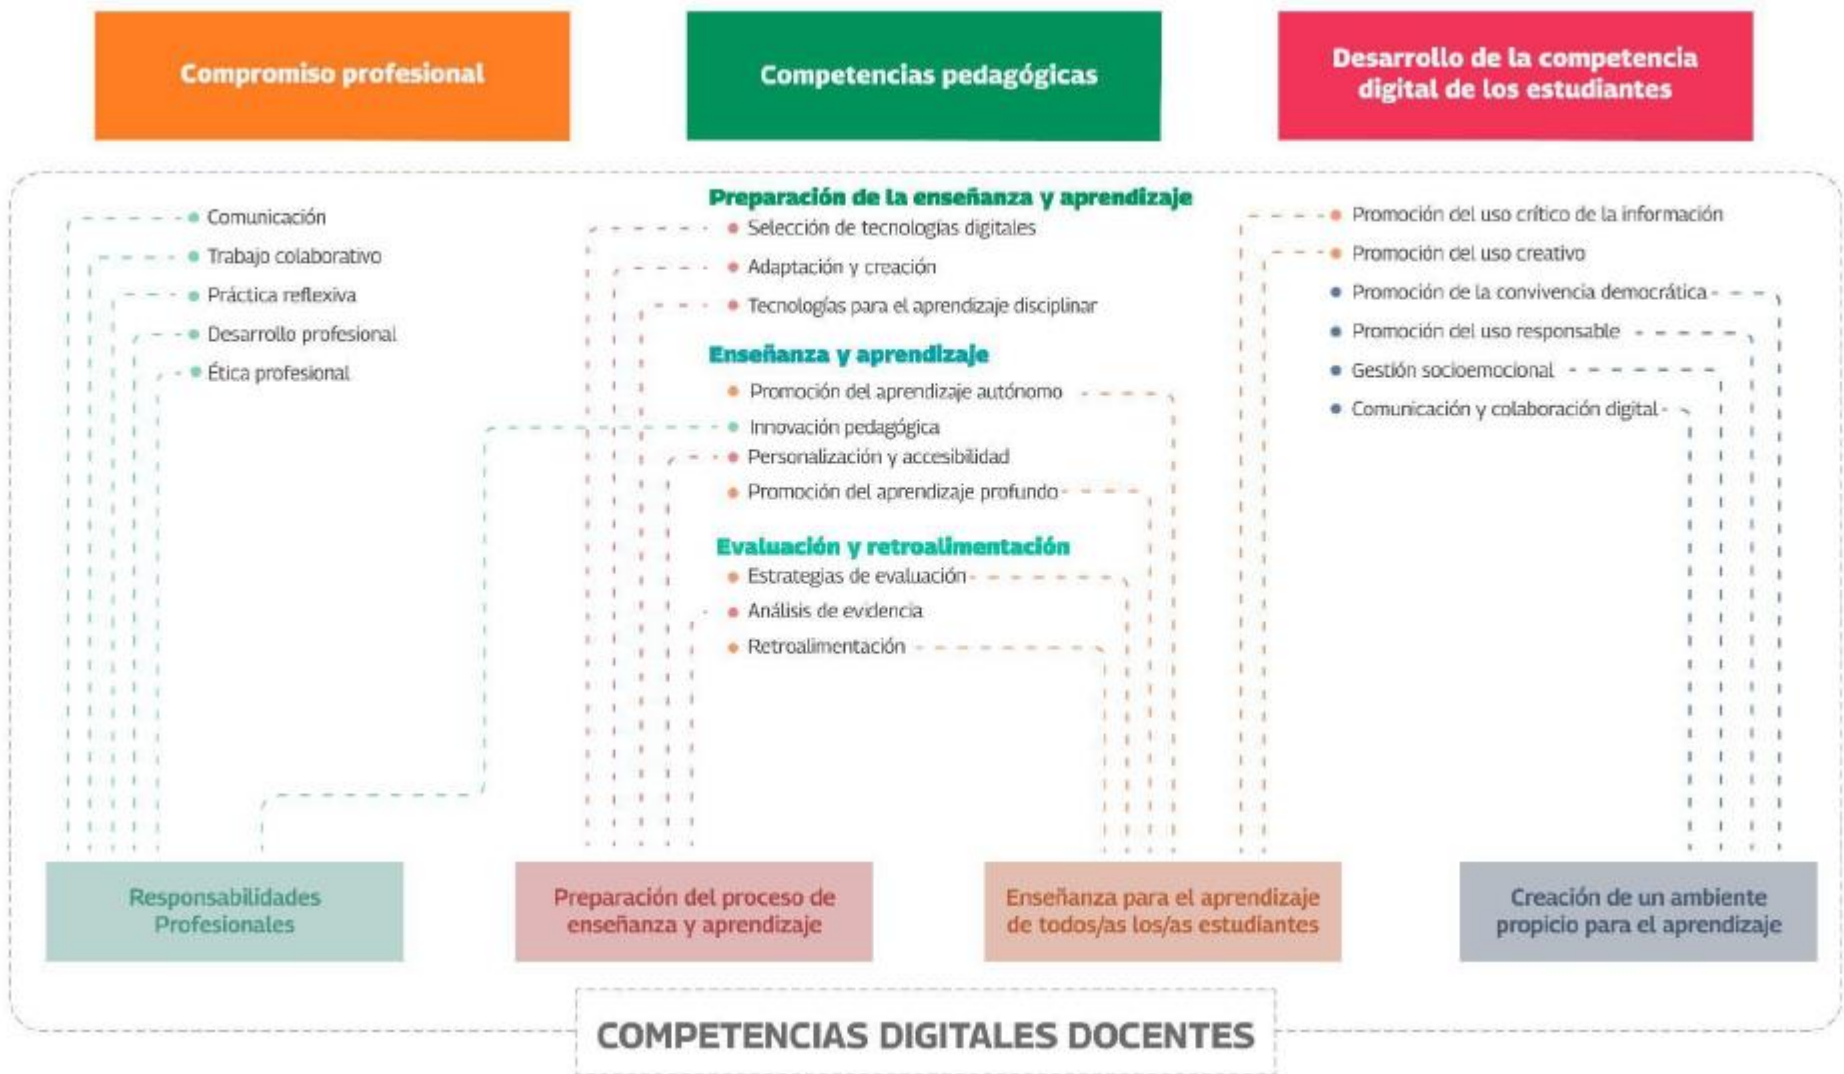 Compromiso profesional
Competencias pedagógicas
Desarrollo de la competencia
digital de los estudiantes
Comunicación
Trabajo colaborativo
Práctica reflexiva
Desarrollo profesional
Ética profesional
Preparación de la enseñanza y aprendizaje
Selección de tecnologías digitales
Adaptación y creación
Tecnologías para el aprendizaje disciplinar
Enseñanza y aprendizaje
Promoción del aprendizaje autónomo
Innovación pedagógica
Personalización y accesibilidad
Promoción del aprendizaje profundo
Evaluación y retroalimentación
Estrategias de evaluación
Análisis de evidencia
Retroalimentación
Promoción del uso crítico de la información
Promoción del uso creativo
Promoción de la convivencia democrática
Promoción del uso responsable
Gestión socioemocional
Comunicación y colaboración digital
Responsabilidades
Profesionales
Preparación del proceso de
enseñanza y aprendizaje
Enseñanza para el aprendizaje
de todos/as los/as estudiantes
Creación de un ambiente
propicio para el aprendizaje
COMPETENCIAS DIGITALES DOCENTES